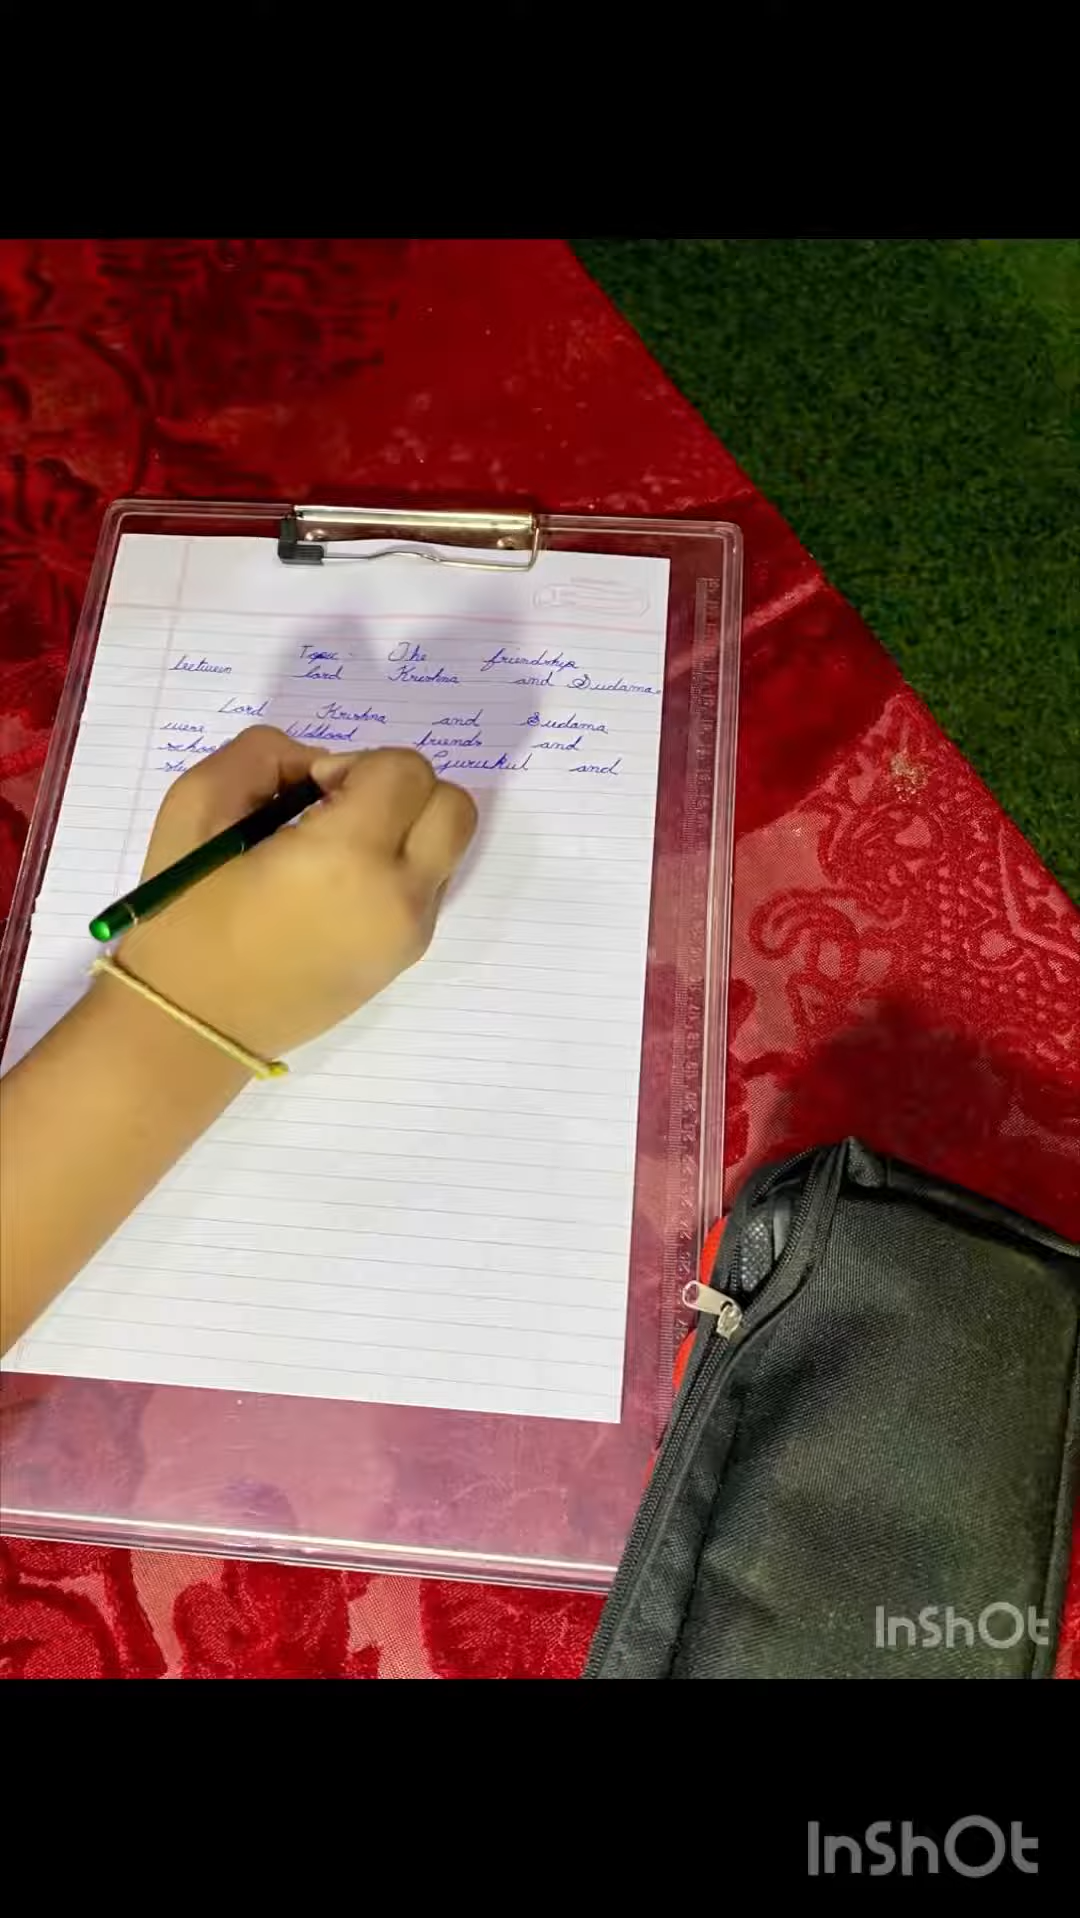 Topic - The friendship
between lord Krishna and Sudama.
Lord Krishna and Sudama
were friends and
Gurukul and
InShOt
InShOt